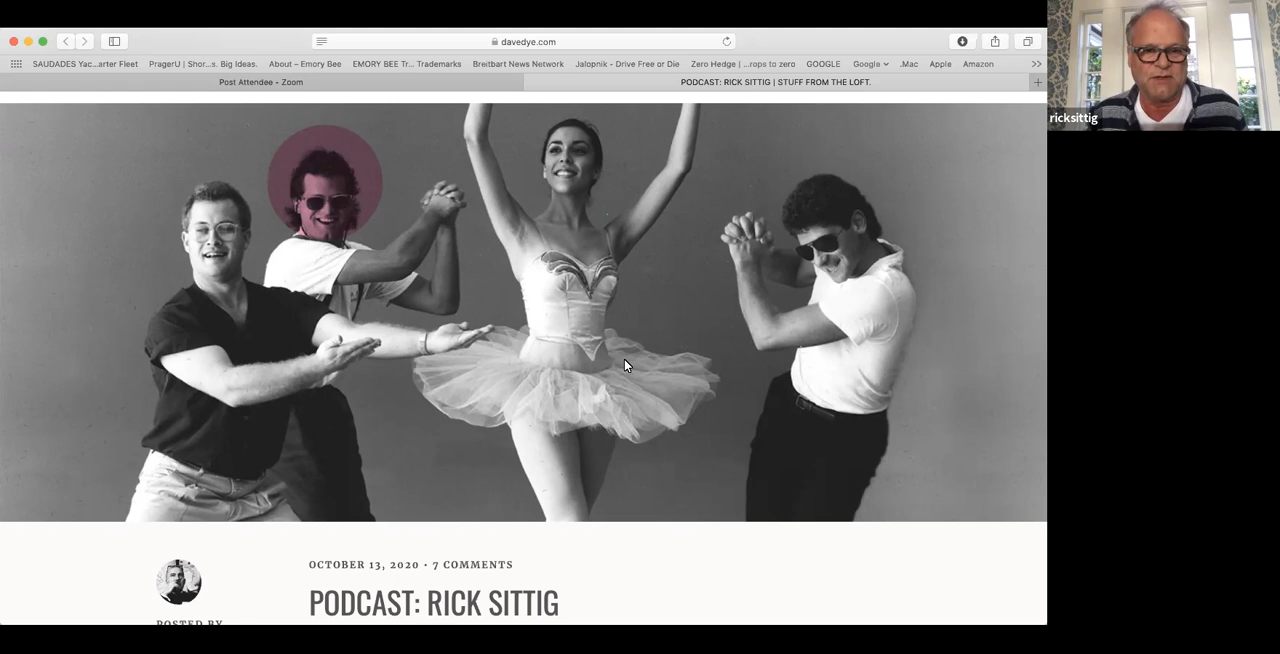 davedye.com
SAUDADES Yac...arter Fleet PragerU | Shor...s. Big Ideas. About – Emory Bee EMORY BEE Tr... Trademarks Breitbart News Network Jalopnik - Drive Free or Die Zero Hedge | ...rops to zero GOOGLE Google .Mac Apple Amazon
Post Attendee - Zoom PODCAST: RICK SITTIG | STUFF FROM THE LOFT.
ricksittig
OCTOBER 13, 2020 • 7 COMMENTS
PODCAST: RICK SITTIG
POSTED BY